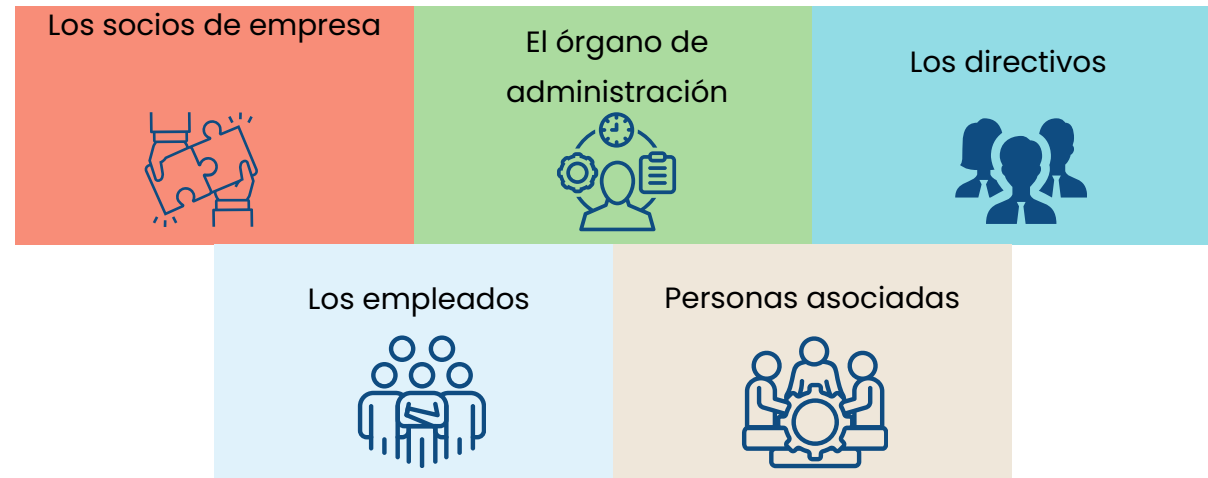 Los socios de empresa
El órgano de
administración
Los directivos
Los empleados
Personas asociadas